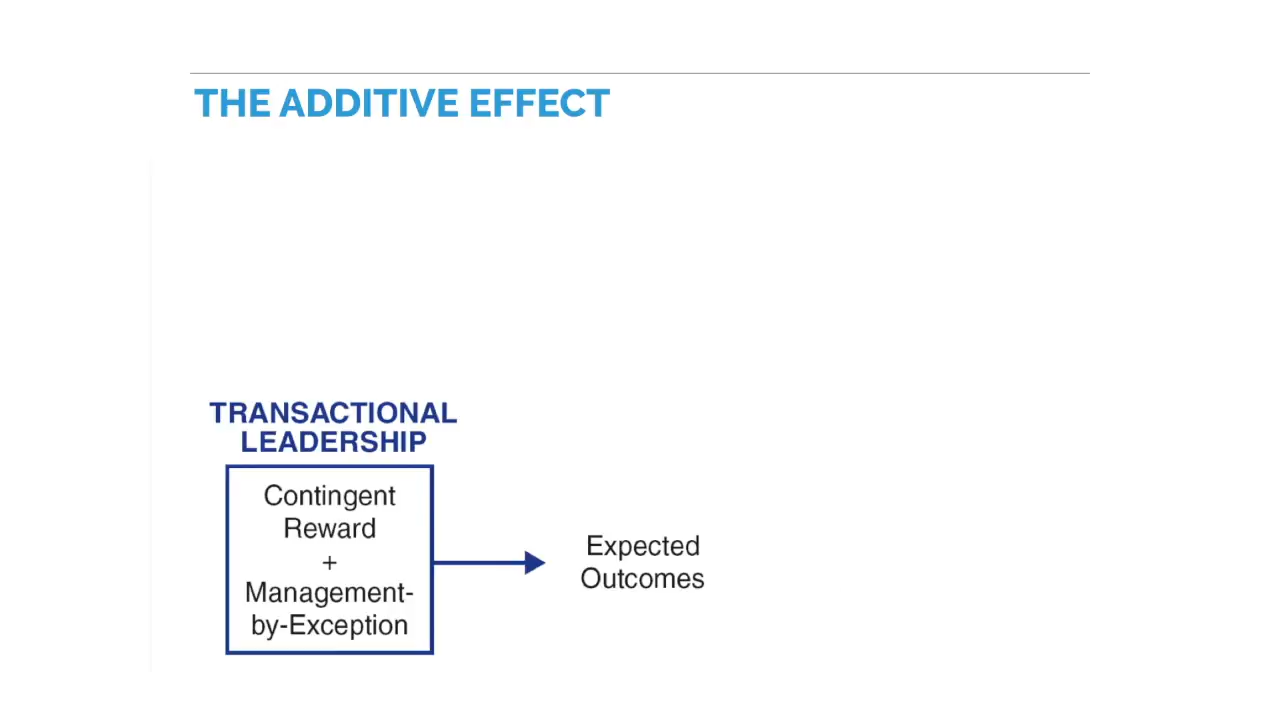 THE ADDITIVE EFFECT
TRANSACTIONAL
LEADERSHIP
Contingent
Reward
+
Management-
by-Exception
Expected
Outcomes